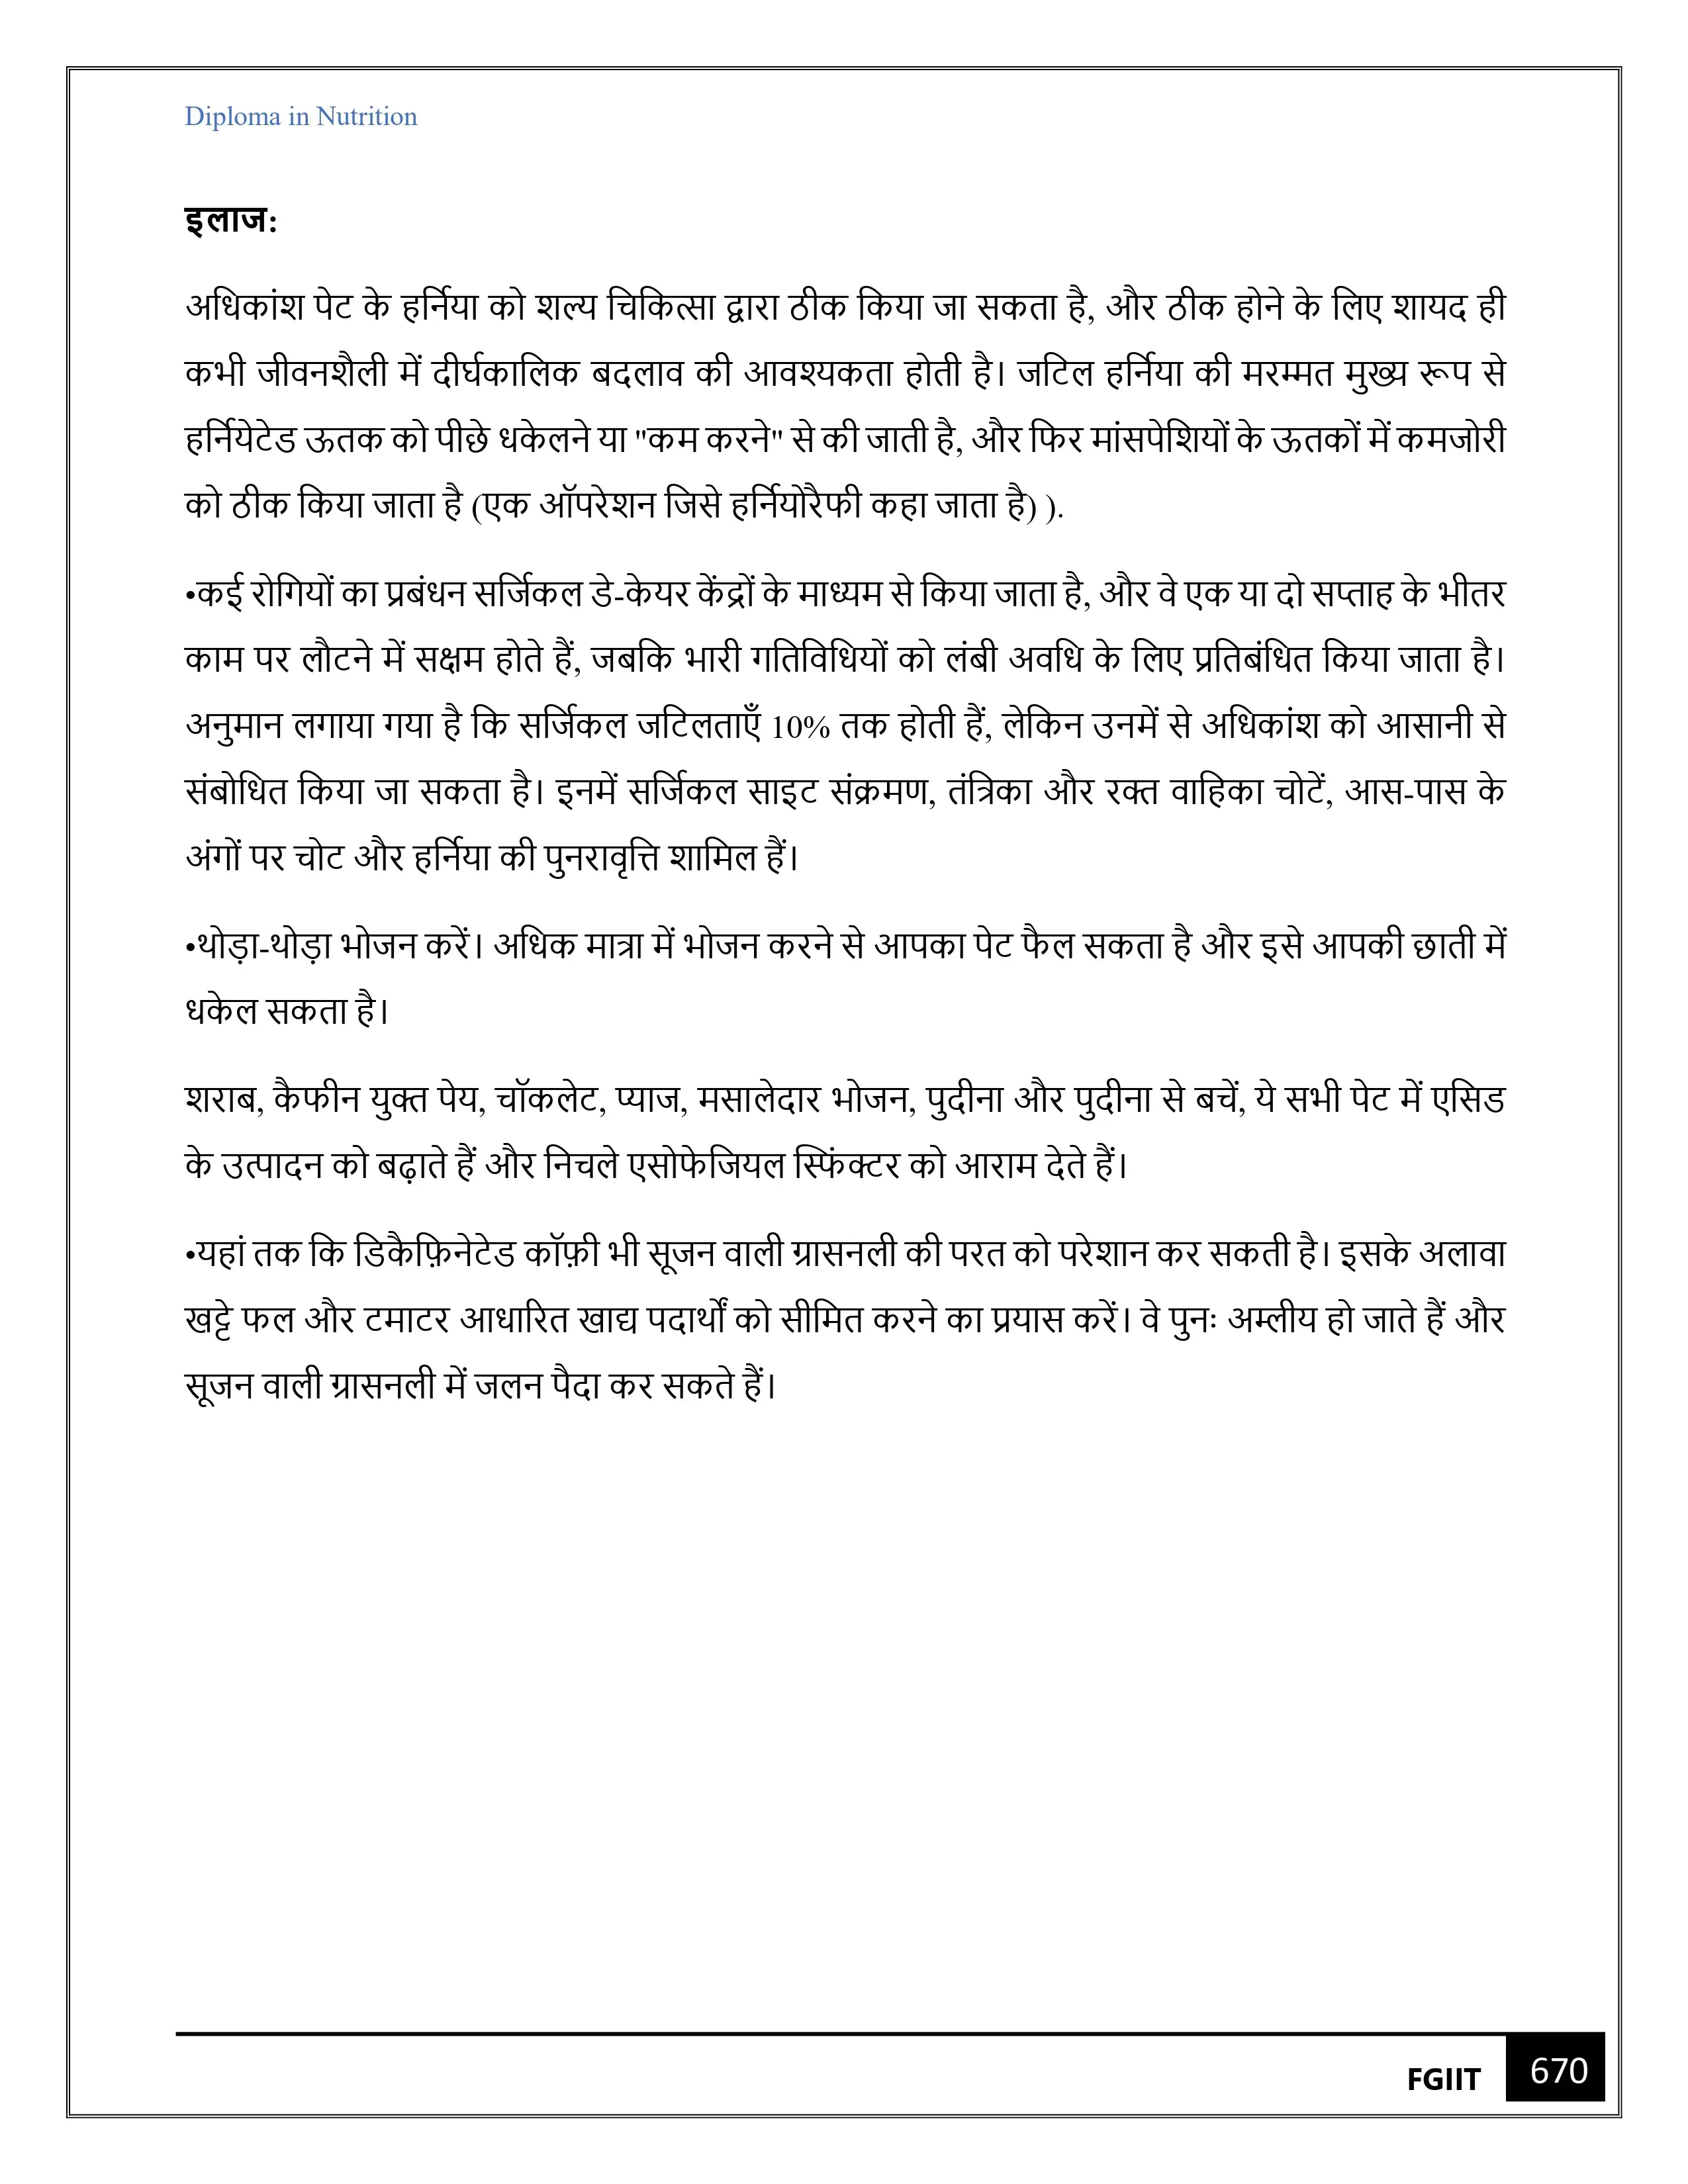 Diploma in Nutrition
इलाज:
अधिकांश पेट के हर्निया को शल्य चिकित्सा द्वारा ठीक किया जा सकता है, और ठीक होने के लिए शायद ही
कभी जीवनशैली में दीर्घकालिक बदलाव की आवश्यकता होती है। जटिल हर्निया की मरम्मत मुख्य रूप से
हर्नियेटेड ऊतक को पीछे धकेलने या "कम करने" से की जाती है, और फिर मांसपेशियों के ऊतकों में कमजोरी
को ठीक किया जाता है (एक ऑपरेशन जिसे हर्नियोरैफी कहा जाता है) ).
•कई रोगियों का प्रबंधन सर्जिकल डे-केयर केंद्रों के माध्यम से किया जाता है, और वे एक या दो सप्ताह के भीतर
काम पर लौटने में सक्षम होते हैं, जबकि भारी गतिविधियों को लंबी अवधि के लिए प्रतिबंधित किया जाता है।
अनुमान लगाया गया है कि सर्जिकल जटिलताएँ 10% तक होती हैं, लेकिन उनमें से अधिकांश को आसानी से
संबोधित किया जा सकता है। इनमें सर्जिकल साइट संक्रमण, तंत्रिका और रक्त वाहिका चोटें, आस-पास के
अंगों पर चोट और हर्निया की पुनरावृत्ति शामिल हैं।
•थोड़ा-थोड़ा भोजन करें। अधिक मात्रा में भोजन करने से आपका पेट फैल सकता है और इसे आपकी छाती में
धकेल सकता है।
शराब, कैफीन युक्त पेय, चॉकलेट, प्याज, मसालेदार भोजन, पुदीना और पुदीना से बचें, ये सभी पेट में एसिड
के उत्पादन को बढ़ाते हैं और निचले एसोफेजियल स्फिंक्टर को आराम देते हैं।
•यहां तक कि डिकैफ़िनेटेड कॉफ़ी भी सूजन वाली ग्रासनली की परत को परेशान कर सकती है। इसके अलावा
खट्टे फल और टमाटर आधारित खाद्य पदार्थों को सीमित करने का प्रयास करें। वे पुनः अम्लीय हो जाते हैं और
सूजन वाली ग्रासनली में जलन पैदा कर सकते हैं।
FGIIT 670